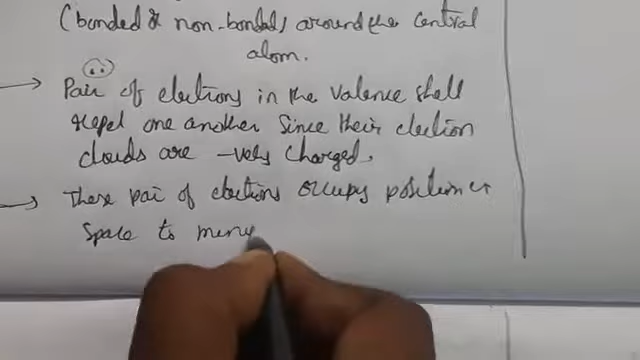 (bonded & non-bonded) around the central
atom.
Pair of electrons in the valence shell
repel one another since their electron
clouds are -vely charged.
These pair of electrons occupy position in
space to